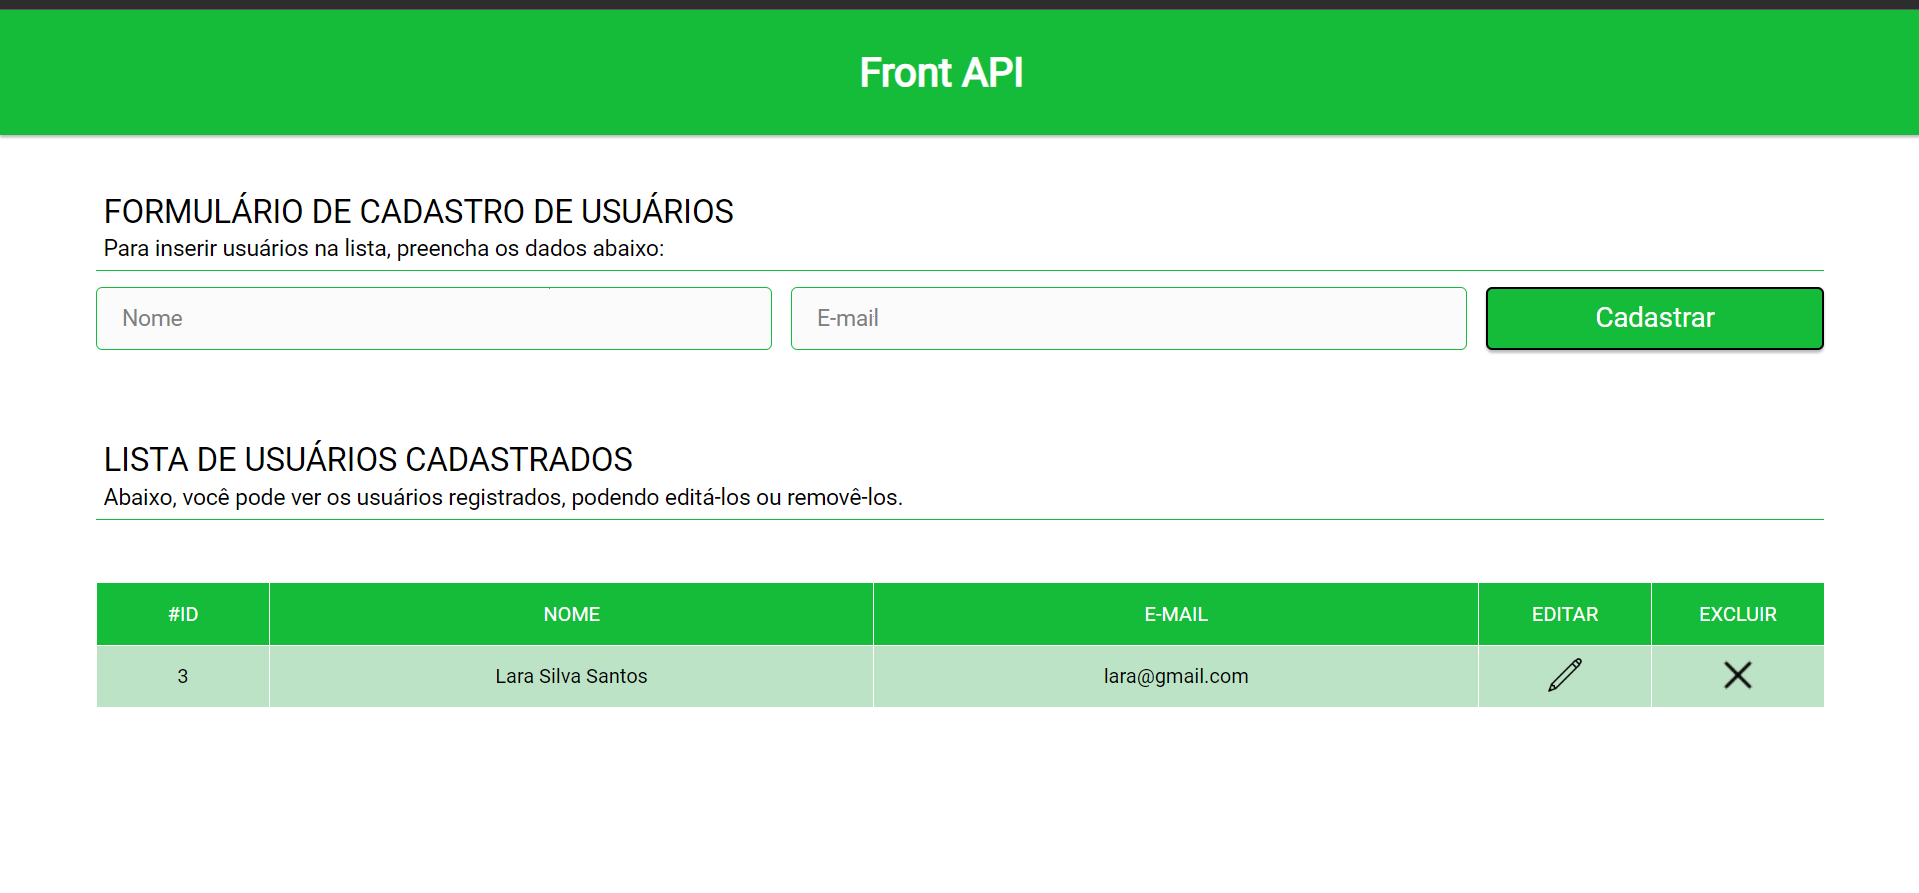 Front API
FORMULÁRIO DE CADASTRO DE USUÁRIOS
Para inserir usuários na lista, preencha os dados abaixo:
Nome
E-mail
Cadastrar
LISTA DE USUÁRIOS CADASTRADOS
Abaixo, você pode ver os usuários registrados, podendo editá-los ou removê-los.
#ID NOME E-MAIL EDITAR EXCLUIR
3 Lara Silva Santos lara@gmail.com